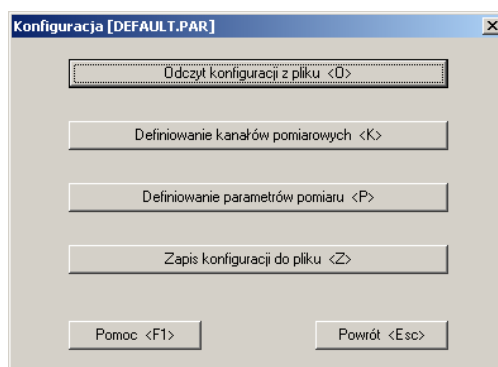 Konfiguracja [DEFAULT.PAR]
Odczyt konfiguracji z pliku <O>
Definiowanie kanałów pomiarowych <K>
Definiowanie parametrów pomiaru <P>
Zapis konfiguracji do pliku <Z>
Pomoc <F1> Powrót <Esc>